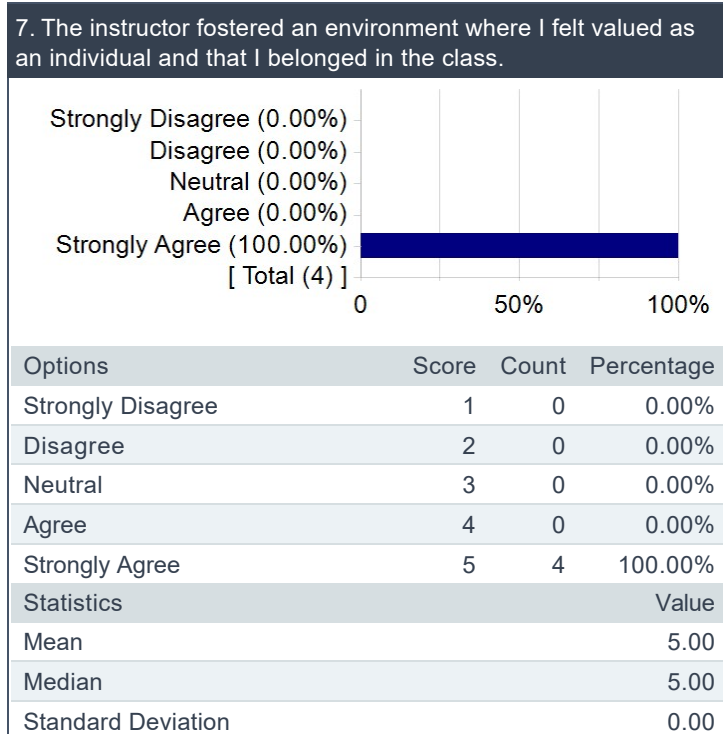 7. The instructor fostered an environment where I felt valued as
an individual and that I belonged in the class.
Strongly Disagree (0.00%)
Disagree (0.00%)
Neutral (0.00%)
Agree (0.00%)
Strongly Agree (100.00%)
[ Total (4) ]
0 50% 100%
Options Score Count Percentage
Strongly Disagree 1 0 0.00%
Disagree 2 0 0.00%
Neutral 3 0 0.00%
Agree 4 0 0.00%
Strongly Agree 5 4 100.00%
Statistics Value
Mean 5.00
Median 5.00
Standard Deviation 0.00